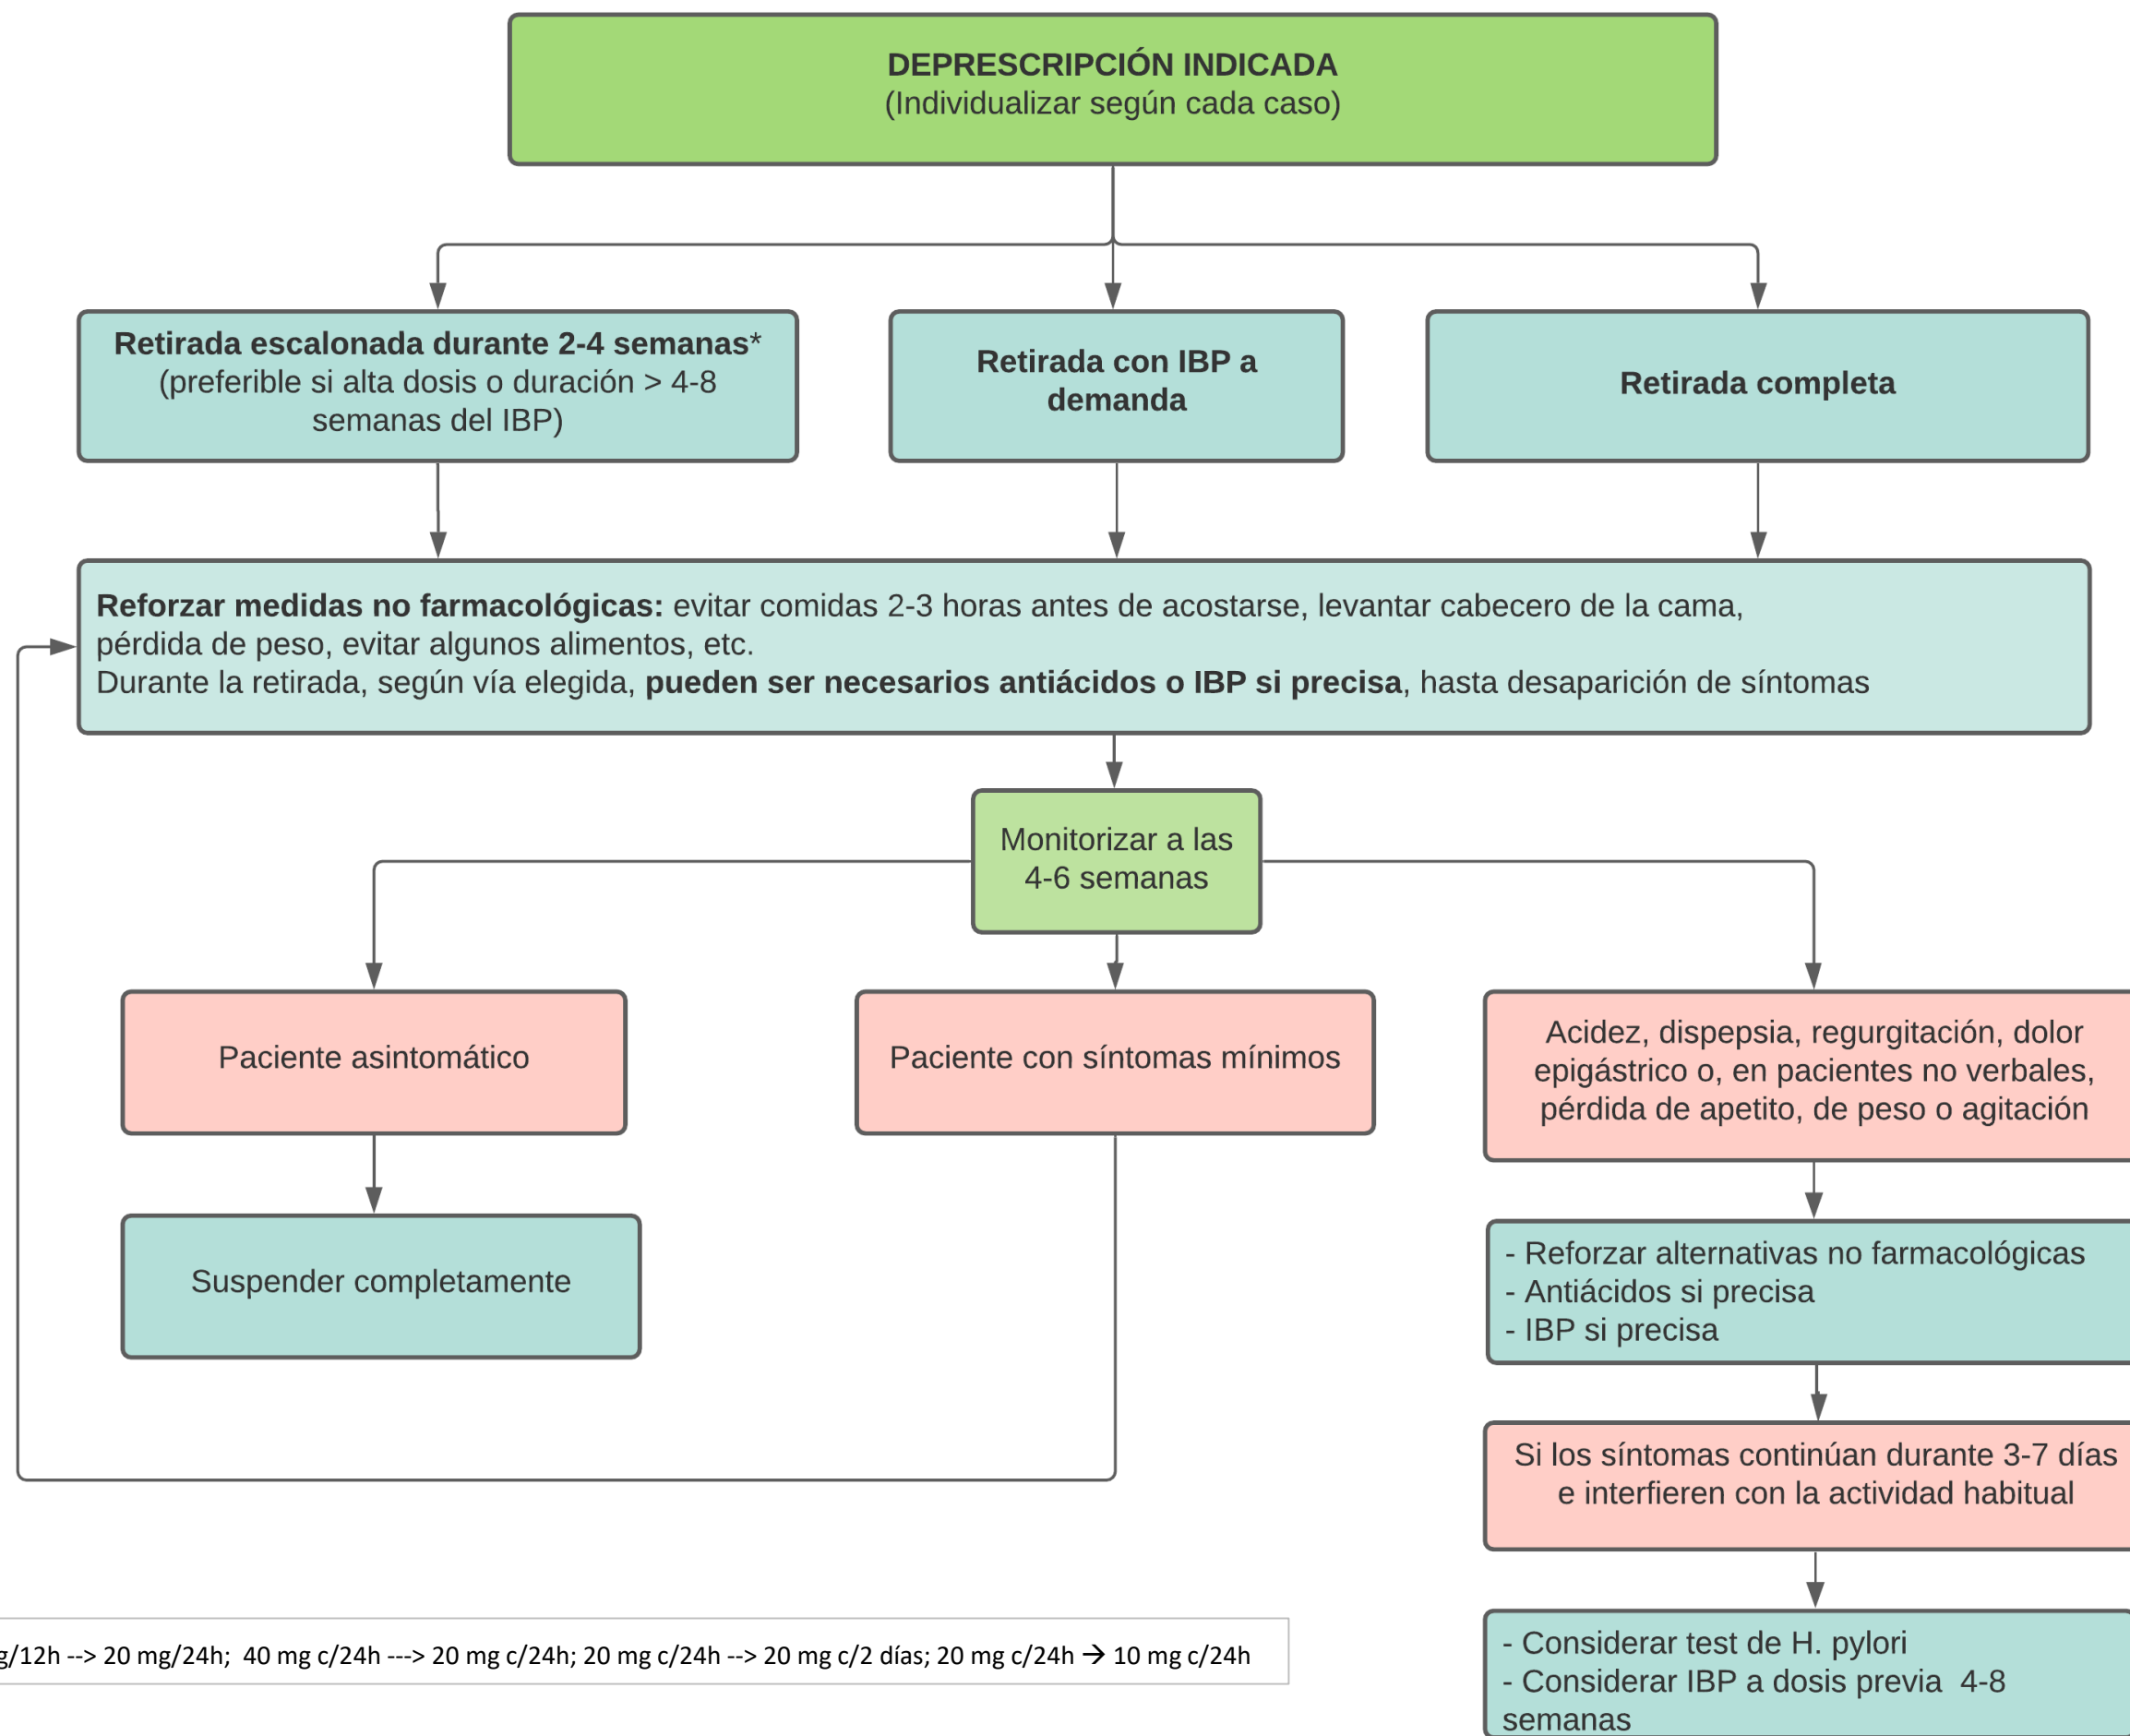 DEPRESCRIPCIÓN INDICADA
(Individualizar según cada caso)
Retirada escalonada durante 2-4 semanas*
(preferible si alta dosis o duración > 4-8
semanas del IBP)
Retirada con IBP a
demanda
Retirada completa
Reforzar medidas no farmacológicas: evitar comidas 2-3 horas antes de acostarse, levantar cabecero de la cama,
pérdida de peso, evitar algunos alimentos, etc.
Durante la retirada, según vía elegida, pueden ser necesarios antiácidos o IBP si precisa, hasta desaparición de síntomas
Monitorizar a las
4-6 semanas
Paciente asintomático
Paciente con síntomas mínimos
Acidez, dispepsia, regurgitación, dolor
epigástrico o, en pacientes no verbales,
pérdida de apetito, de peso o agitación
Suspender completamente
- Reforzar alternativas no farmacológicas
- Antiácidos si precisa
- IBP si precisa
Si los síntomas continúan durante 3-7 días
e interfieren con la actividad habitual
g/12h --> 20 mg/24h; 40 mg c/24h ---> 20 mg c/24h; 20 mg c/24h --> 20 mg c/2 días; 20 mg c/24h → 10 mg c/24h
- Considerar test de H. pylori
- Considerar IBP a dosis previa 4-8
semanas